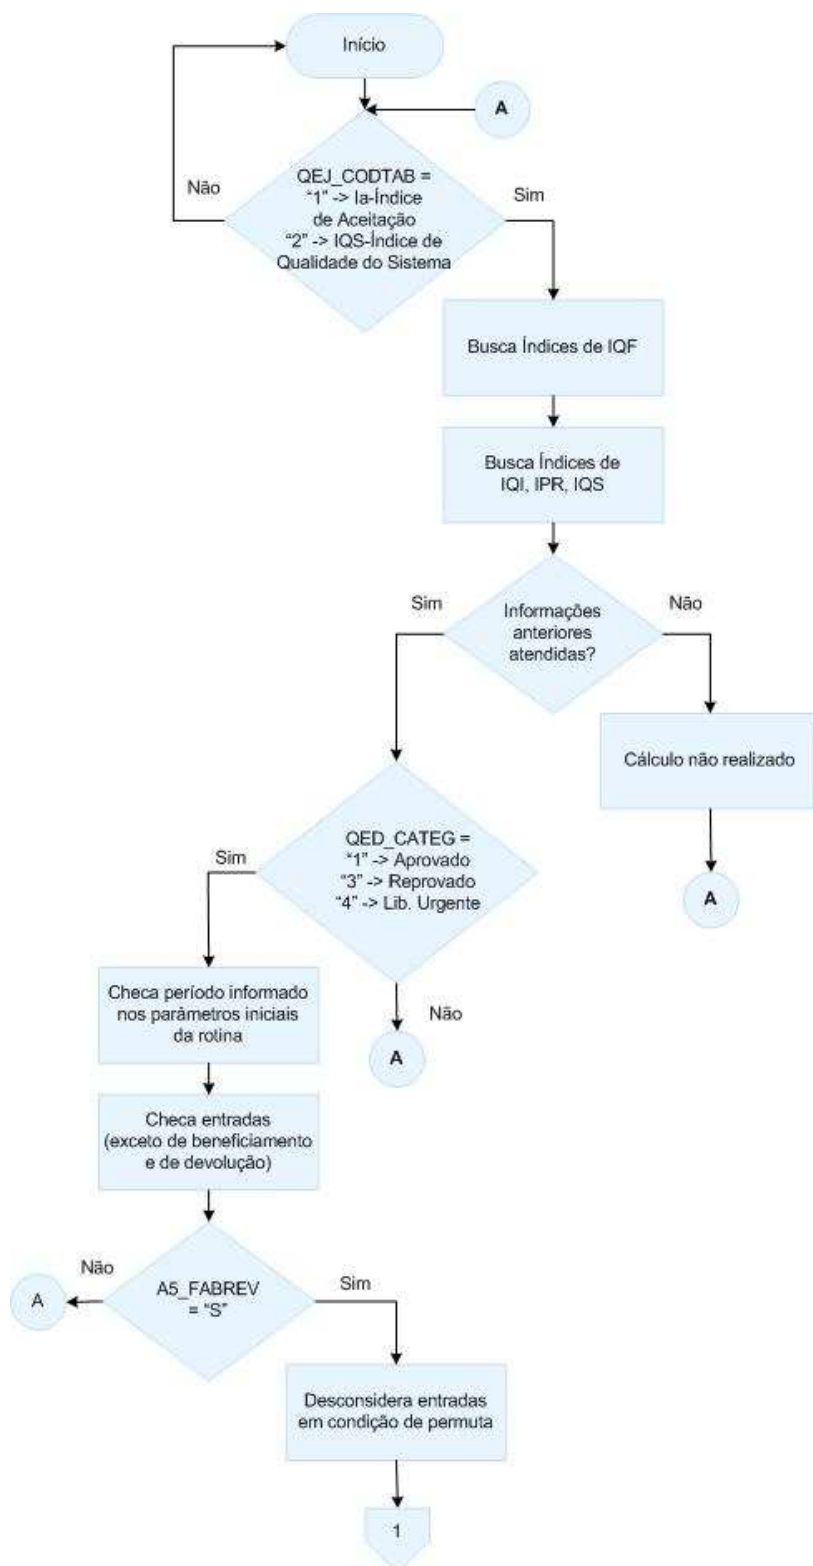 Início
A
QEJ_CODTAB =
“1” -> Ia-Índice
de Aceitação
“2” -> IQS-Índice de
Qualidade do Sistema
Não
Sim
Busca Índices de IQF
Busca Índices de
IQI, IPR, IQS
Informações
anteriores
atendidas?
Sim
Não
Cálculo não realizado
A
QED_CATEG =
“1” -> Aprovado
“3” -> Reprovado
“4” -> Lib. Urgente
Sim
Não
A
Checa período informado
nos parâmetros iniciais
da rotina
Checa entradas
(exceto de beneficiamento
e de devolução)
A5_FABREV
= “S”
Não
A
Sim
Desconsidera entradas
em condição de permuta
1